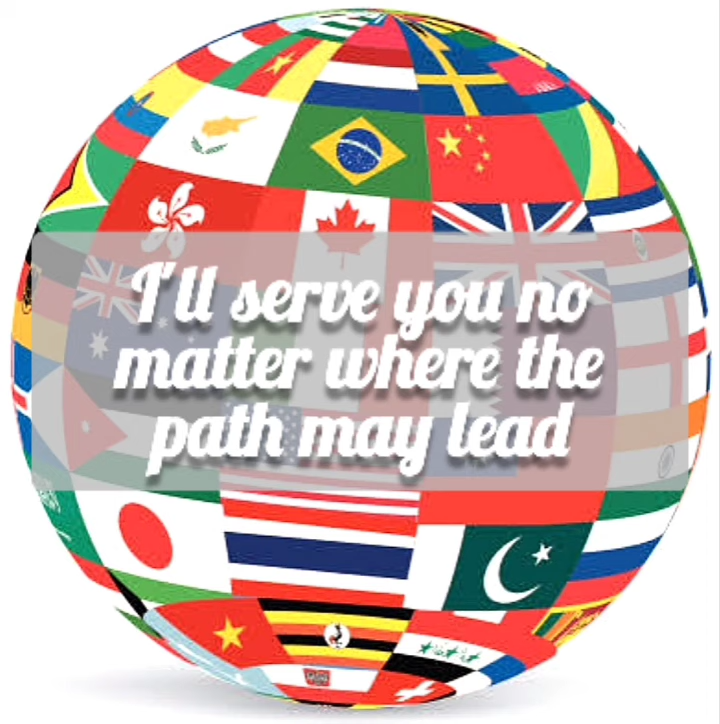 I'll serve you no
matter where the
path may lead